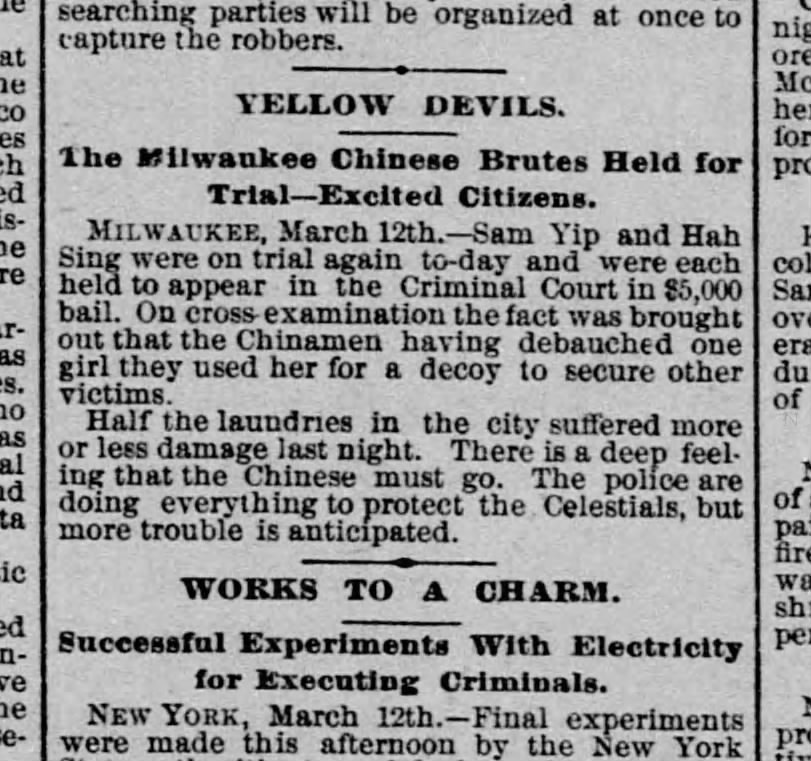 searching parties will be organized at once to
capture the robbers.
YELLOW DEVILS.
The Milwaukee Chinese Brutes Held for
Trial—Excited Citizens.
MILWAUKEE, March 12th.—Sam Yip and Hah
Sing were on trial again to-day and were each
held to appear in the Criminal Court in $5,000
bail. On cross-examination the fact was brought
out that the Chinamen having debauched one
girl they used her for a decoy to secure other
victims.
Half the laundries in the city suffered more
or less damage last night. There is a deep feel-
ing that the Chinese must go. The police are
doing everything to protect the Celestials, but
more trouble is anticipated.
WORKS TO A CHARM.
Successful Experiments With Electricity
for Executing Criminals.
NEW YORK, March 12th.—Final experiments
were made this afternoon by the New York